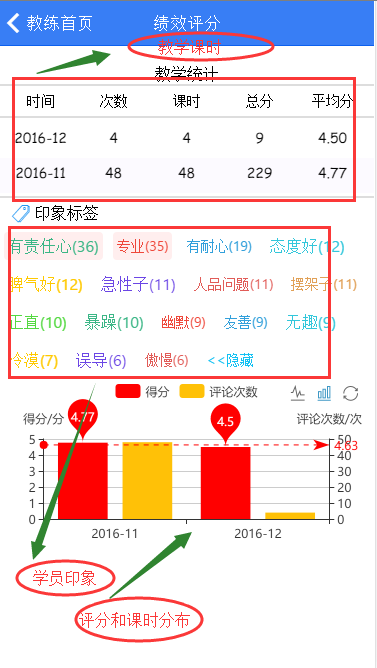 教练首页 绩效评分
教学课时
教学统计
时间 次数 课时 总分 平均分
2016-12 4 4 9 4.50
2016-11 48 48 229 4.77
印象标签
有责任心(36) 专业(35) 有耐心(19) 态度好(12)
脾气好(12) 急性子(11) 人品问题(11) 摆架子(11)
正直(10) 暴躁(10) 幽默(9) 友善(9) 无趣(9)
冷漠(7) 误导(6) 傲慢(6) <<隐藏
得分 评论次数
得分/分 4.77 4.5 评论次数/次
5 50
4.63
4 40
3 30
2 20
1 10
0 0
2016-11 2016-12
学员印象
评分和课时分布